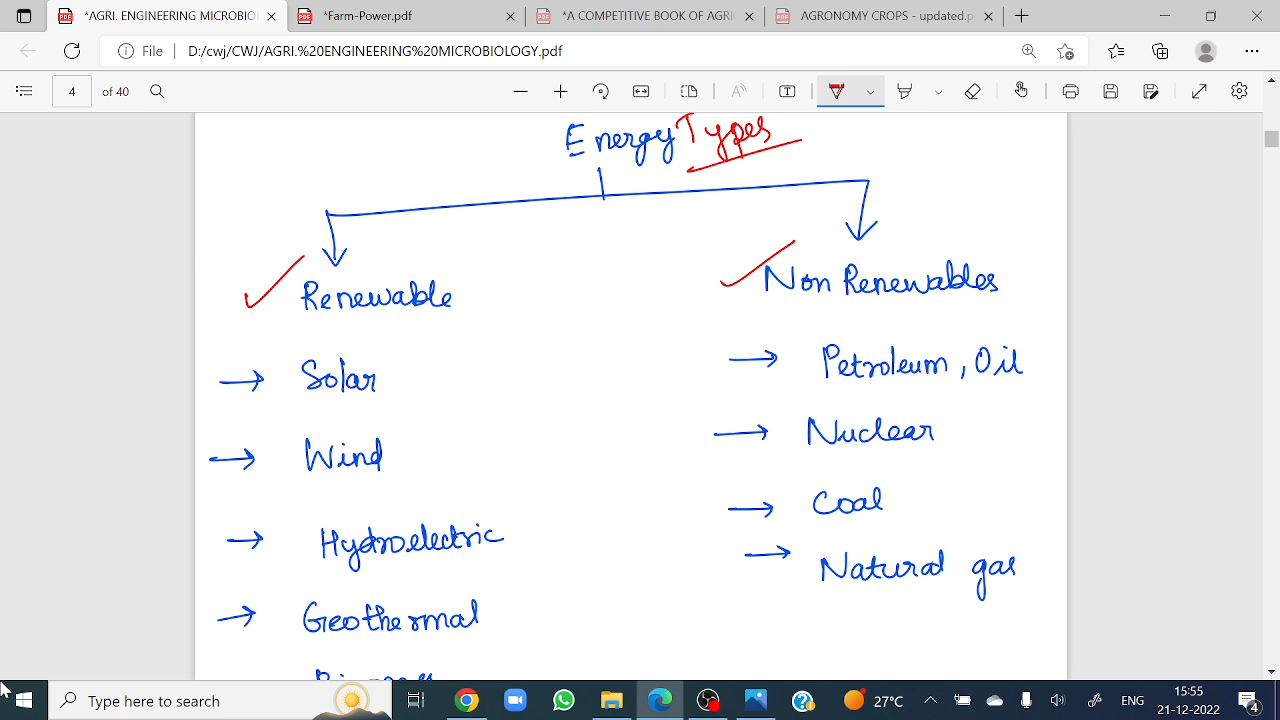 *AGRI. ENGINEERING MICROBIO
*Farm-Power.pdf
*A COMPETITIVE BOOK OF AGRI
AGRONOMY CROPS - updated.p
File
D:/cwj/CWJ/AGRI.%20ENGINEERING%20MICROBIOLOGY.pdf
4 of 40
Energy Types
Renewable
Non Renewables
Solar
Petroleum, Oil
Wind
Nuclear
Hydroelectric
Coal
Geothermal
Natural gas
Type here to search
27°C
ENG
15:55
21-12-2022
4